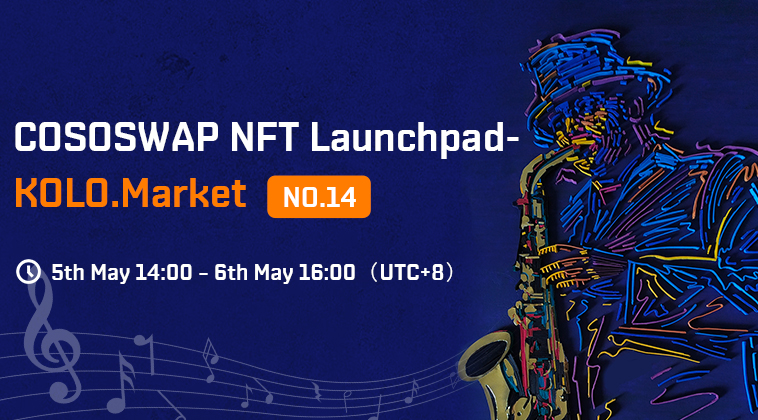 COSOSWAP NFT Launchpad-
KOLO.Market NO.14
5th May 14:00 – 6th May 16:00（UTC+8）